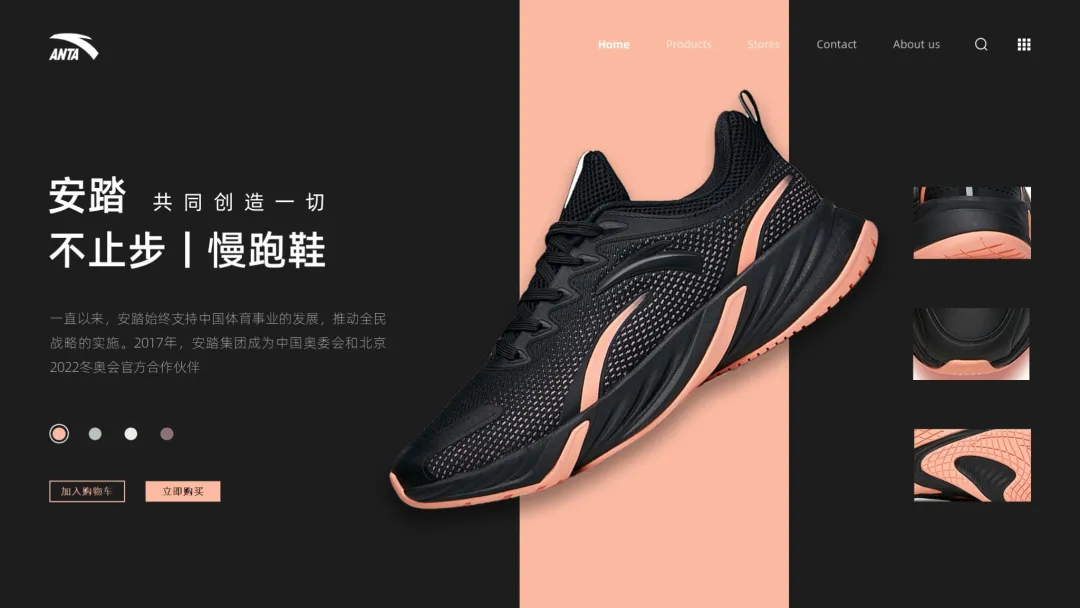 ANTA
Home Products Stores Contact About us
安踏 共同创造一切
不止步丨慢跑鞋
一直以来，安踏始终支持中国体育事业的发展，推动全民
战略的实施。2017年，安踏集团成为中国奥委会和北京
2022冬奥会官方合作伙伴
加入购物车 立即购买